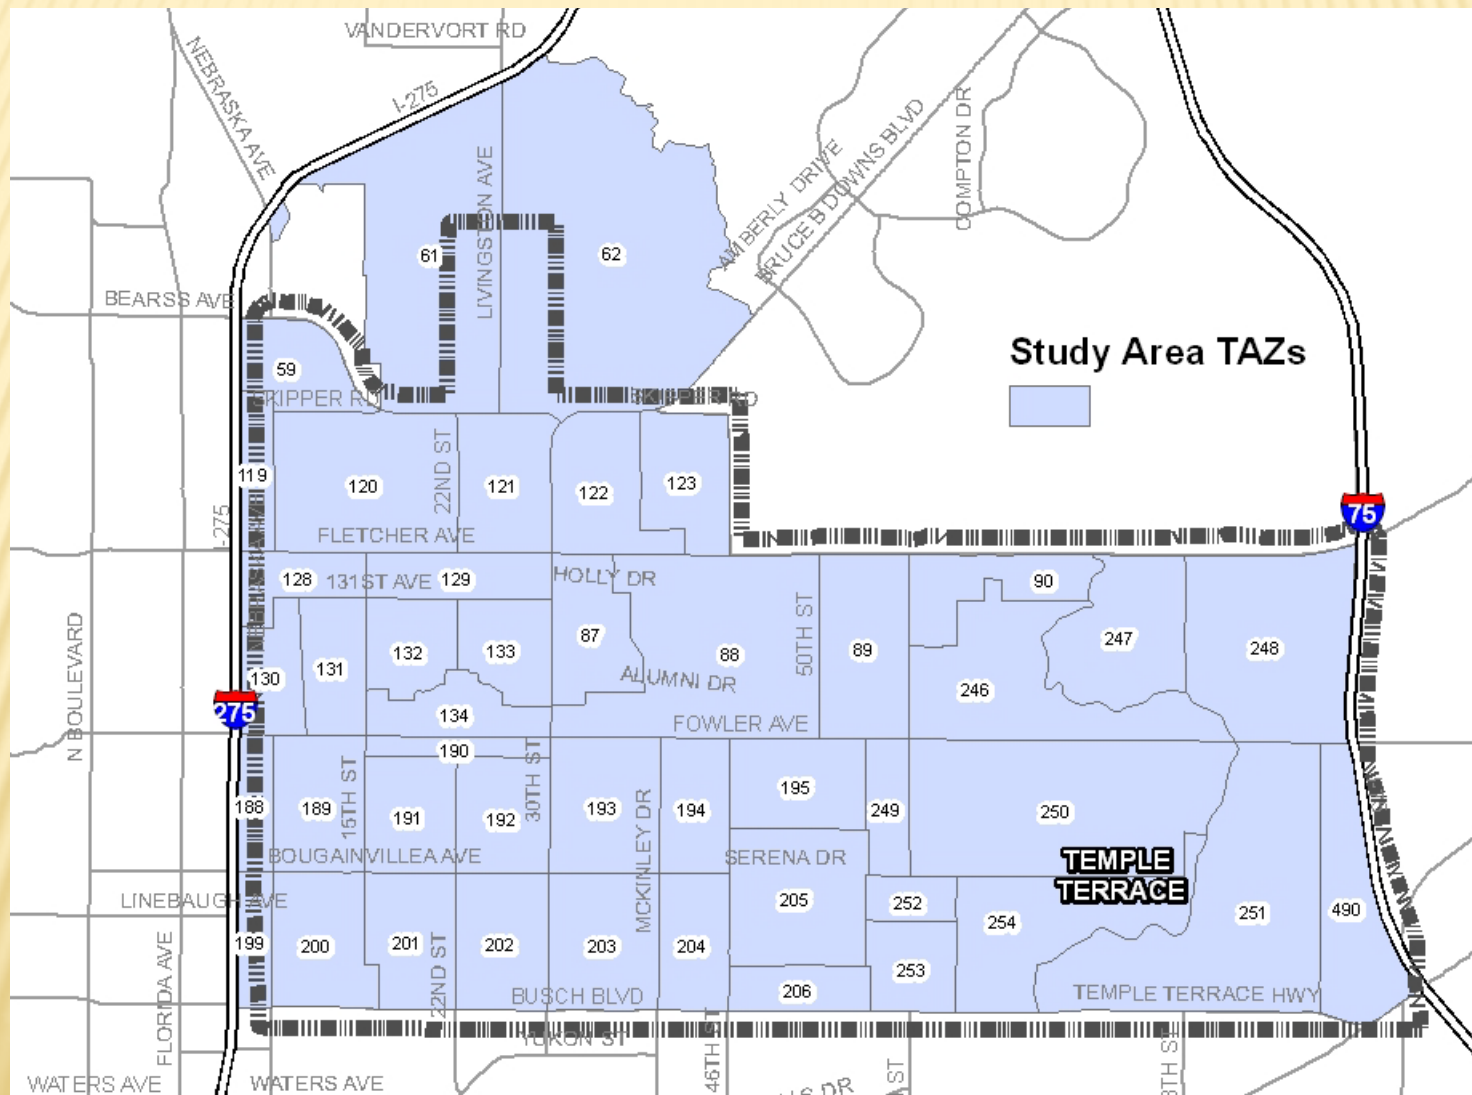 VANDERVORT RD
NEBRASKA AVE
I-275
LIVINGSTON AVE
AMBERLY DRIVE
BRUCE B DOWNS BLVD
COMPTON DR
61
62
BEARSS AVE
Study Area TAZs
59
SKIPPER RD
SKIPPER RD
22ND ST
119
120
121
122
123
I-275
FLETCHER AVE
75
128
131ST AVE
129
HOLLY DR
90
N BOULEVARD
87
50TH ST
247
248
132
133
88
89
130
131
ALUMNI DR
246
275
134
FOWLER AVE
190
15TH ST
30TH ST
MCKINLEY DR
195
188
189
191
192
193
194
249
250
BOUGAINVILLEA AVE
SERENA DR
TEMPLE
TERRACE
LINEBAUGH AVE
205
252
254
251
490
199
200
201
202
203
204
FLORIDA AVE
22ND ST
253
BUSCH BLVD
206
TEMPLE TERRACE HWY
YUKON ST
46TH ST
ST
WATERS AVE
WATERS AVE
DR